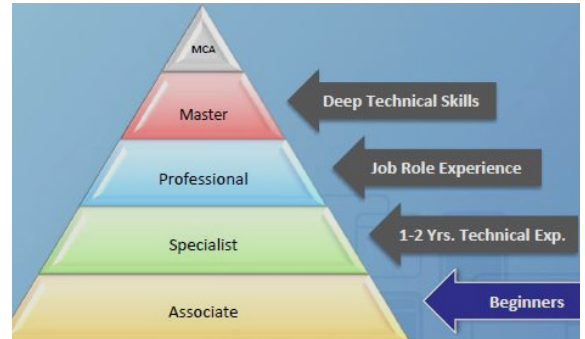 MCA
Master
Deep Technical Skills
Professional
Job Role Experience
Specialist
1-2 Yrs. Technical Exp.
Associate
Beginners